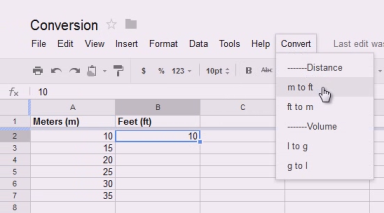 Conversion
File Edit View Insert Format Data Tools Help Convert Last edit was
$ % 123 10pt B Abc
fx 10
A B C
1 Meters (m) Feet (ft)
2 10 10
3 15
4 20
5 25
6 30
7 35
8
-------Distance
m to ft
ft to m
-------Volume
l to g
g to l